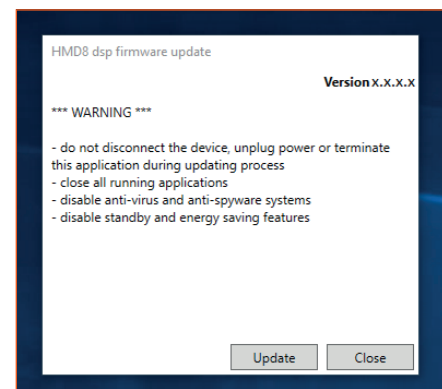 HMD8 dsp firmware update
Version x.x.x.x
*** WARNING ***
- do not disconnect the device, unplug power or terminate
this application during updating process
- close all running applications
- disable anti-virus and anti-spyware systems
- disable standby and energy saving features
Update
Close